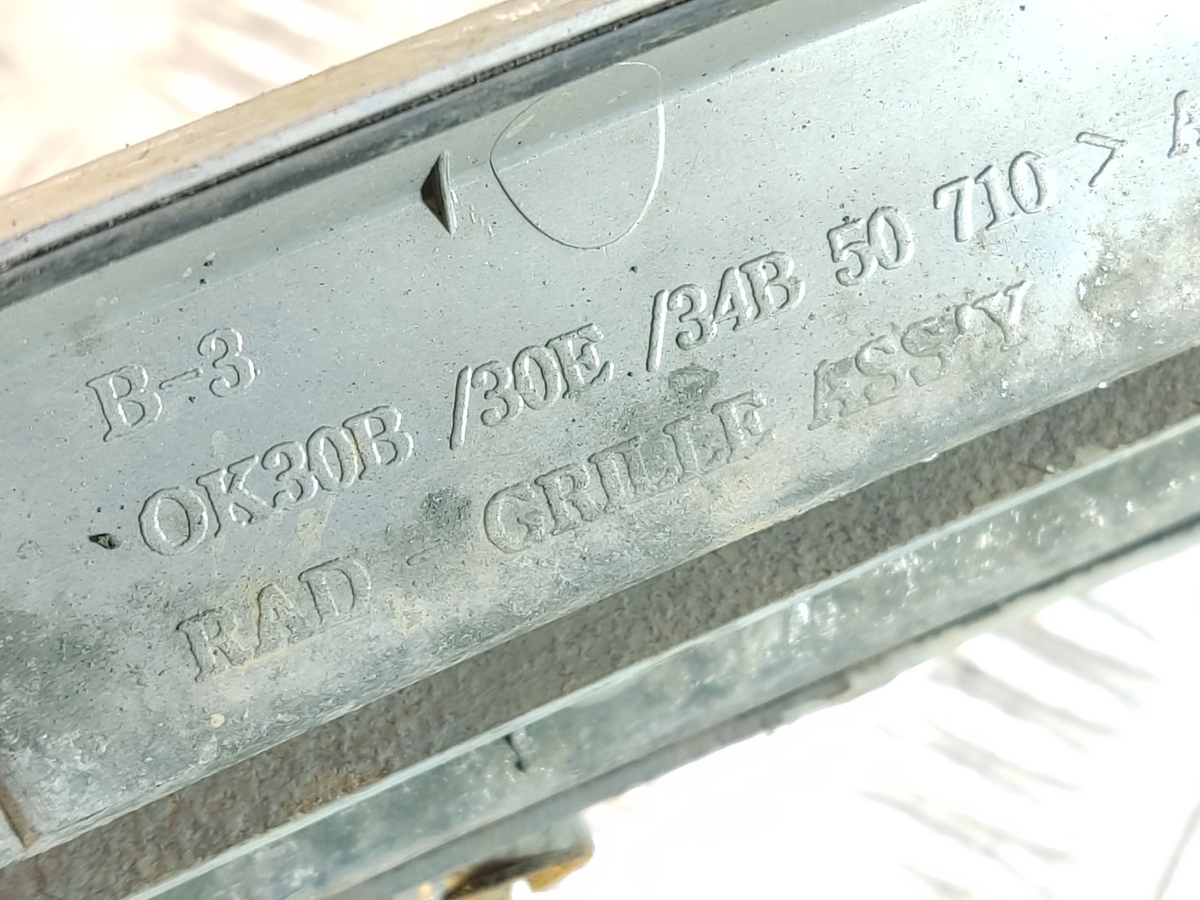 B-3
OK30B /30E /34B 50 710 > A
RAD - GRILLE ASS'Y